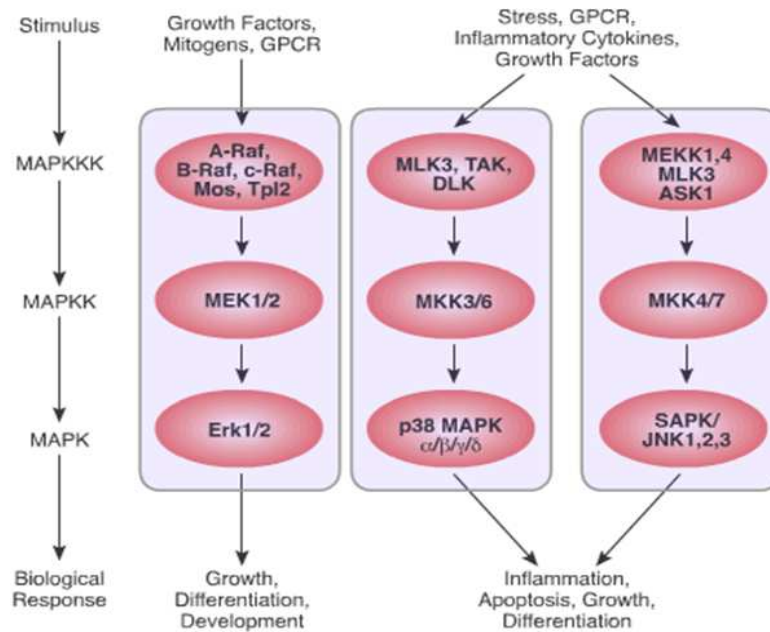 Stimulus
Growth Factors,
Mitogens, GPCR
Stress, GPCR,
Inflammatory Cytokines,
Growth Factors
MAPKKK
A-Raf,
B-Raf, c-Raf,
Mos, Tpl2
MLK3, TAK,
DLK
MEKK1,4
MLK3
ASK1
MAPKK
MEK1/2
MKK3/6
MKK4/7
MAPK
Erk1/2
p38 MAPK
α/β/γ/δ
SAPK/
JNK1,2,3
Biological
Response
Growth,
Differentiation,
Development
Inflammation,
Apoptosis, Growth,
Differentiation